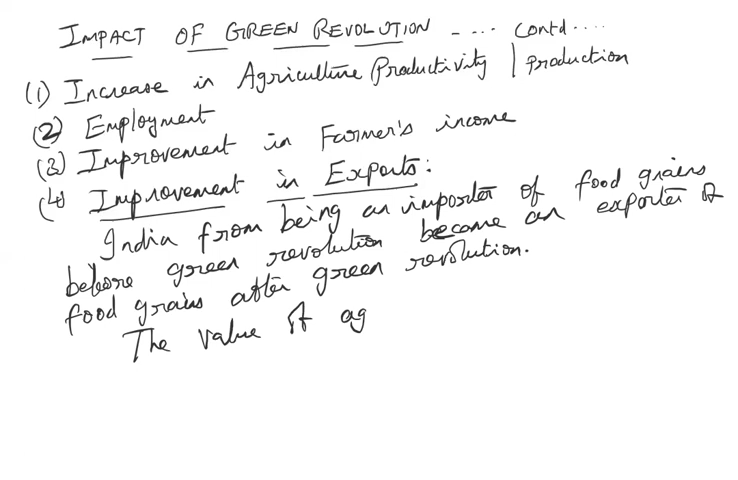 IMPACT OF GREEN REVOLUTION - ... Contd....
(1) Increase in Agriculture Productivity | production
(2) Employment
(3) Improvement in Farmer's income
(4) Improvement in Exports:
India from being an importer of food grains
before green revolution become an exporter of
food grains after green revolution.
The value of ag